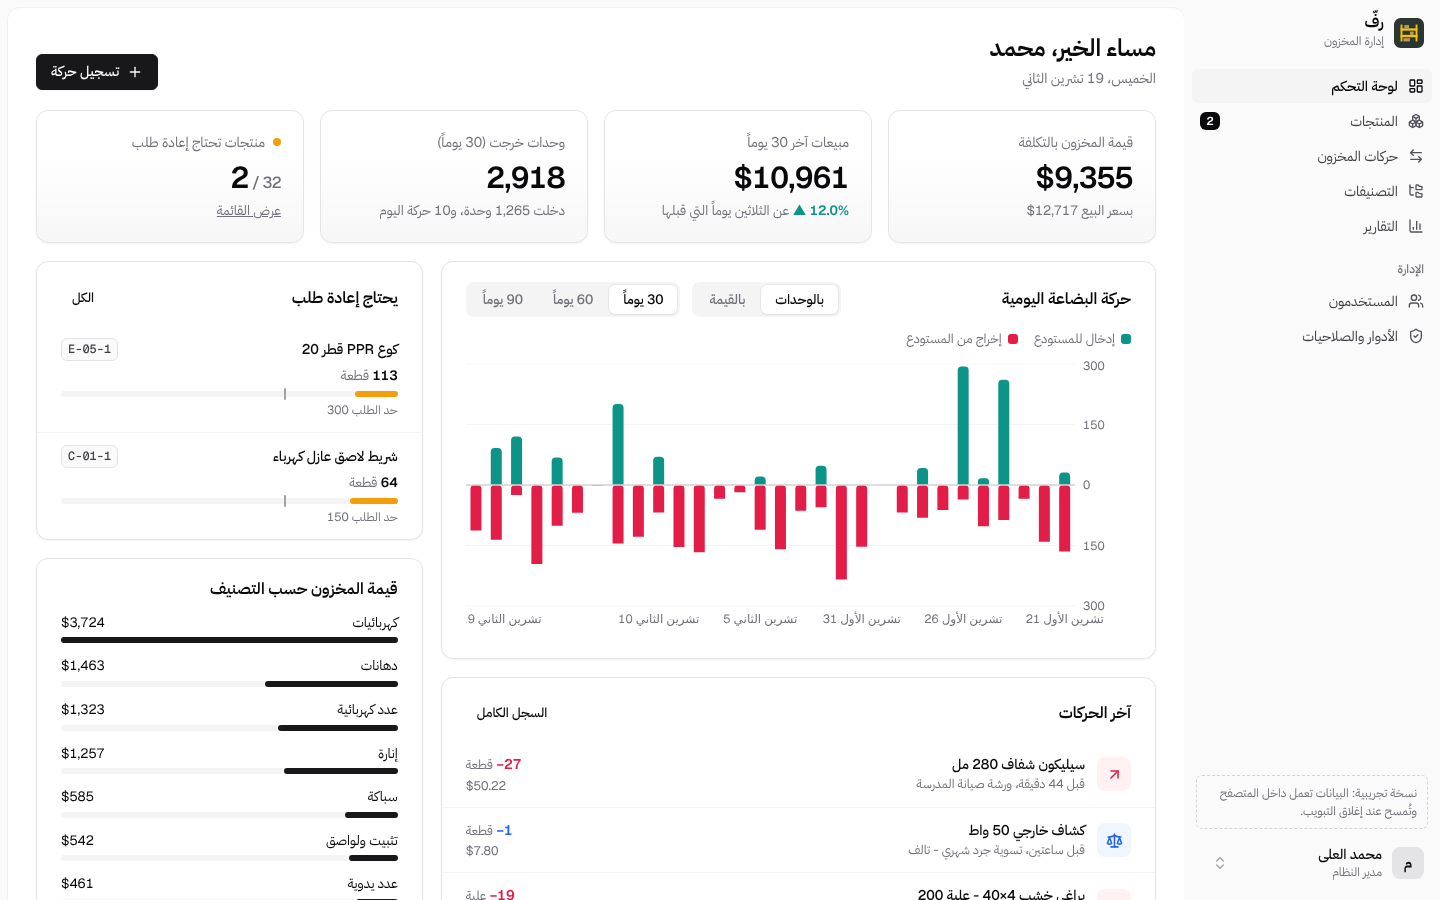 رفّ
إدارة المخزون
لوحة التحكم
المنتجات
2
حركات المخزون
التصنيفات
التقارير
الإدارة
المستخدمون
الأدوار والصلاحيات
نسخة تجريبية: البيانات تعمل داخل المتصفح
وتُمسح عند إغلاق التبويب.
م
محمد العلي
مدير النظام
مساء الخير، محمد
الخميس، 19 تشرين الثاني
تسجيل حركة
قيمة المخزون بالتكلفة
$9,355
بسعر البيع $12,717
مبيعات آخر 30 يوماً
$10,961
▲ 12.0% عن الثلاثين يوماً التي قبلها
وحدات خرجت (30 يوماً)
2,918
دخلت 1,265 وحدة، و10 حركة اليوم
منتجات تحتاج إعادة طلب
2 / 32
عرض القائمة
حركة البضاعة اليومية
بالوحدات
بالقيمة
30 يوماً
60 يوماً
90 يوماً
إدخال للمستودع
إخراج من المستودع
300
150
0
150
300
تشرين الأول 21
تشرين الأول 26
تشرين الأول 31
تشرين الثاني 5
تشرين الثاني 10
تشرين الثاني 9
يحتاج إعادة طلب
الكل
كوع PPR قطر 20
E-05-1
113 قطعة
حد الطلب 300
شريط لاصق عازل كهرباء
C-01-1
64 قطعة
حد الطلب 150
قيمة المخزون حسب التصنيف
كهربائيات
$3,724
دهانات
$1,463
عدد كهربائية
$1,323
إنارة
$1,257
سباكة
$585
تثبيت ولواصق
$542
عدد يدوية
$461
آخر الحركات
السجل الكامل
سيليكون شفاف 280 مل
−27 قطعة
قبل 44 دقيقة، ورشة صيانة المدرسة
$50.22
كشاف خارجي 50 واط
−1 قطعة
قبل ساعتين، تسوية جرد شهري - تالف
$7.80
براغي خشب 4×40 - علبة 200
−19 علبة